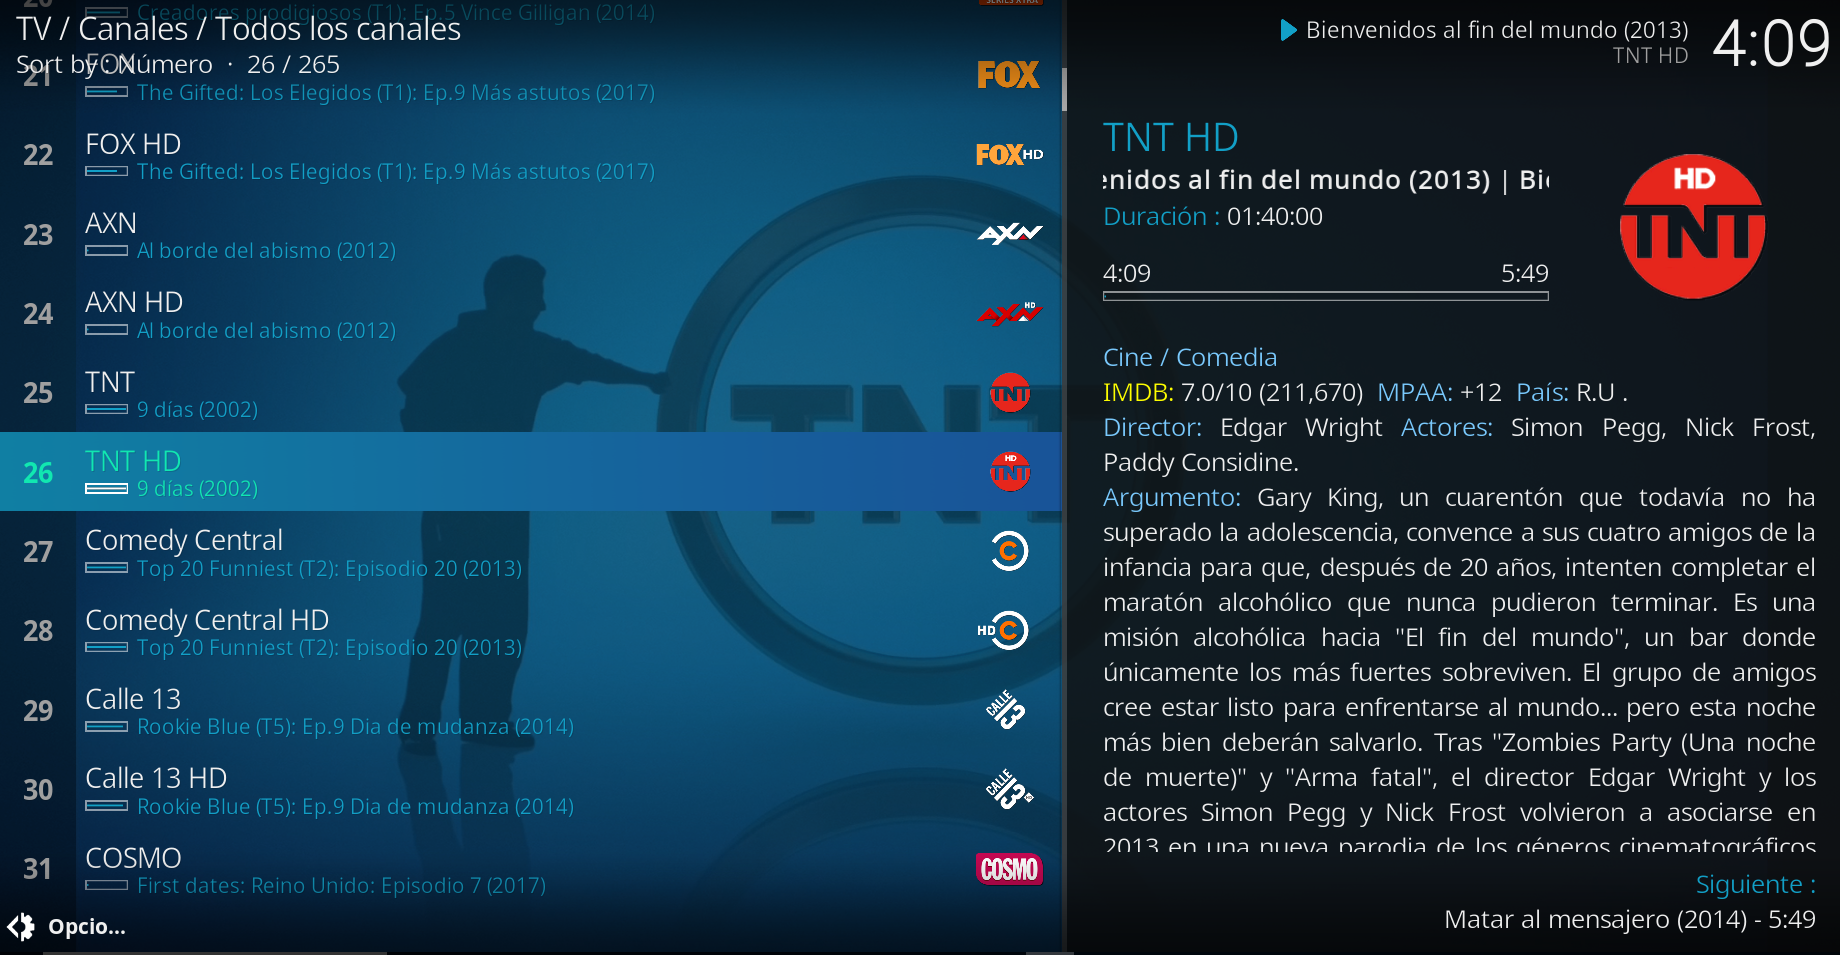 Creadores prodigiosos (T1): Ep.5 Vince Gilligan (2014)
TV / Canales / Todos los canales
Sort by : Número · 26 / 265
21
FOX
The Gifted: Los Elegidos (T1): Ep.9 Más astutos (2017)
FOX
22
FOX HD
The Gifted: Los Elegidos (T1): Ep.9 Más astutos (2017)
FOX HD
23
AXN
Al borde del abismo (2012)
AXN
24
AXN HD
Al borde del abismo (2012)
AXN HD
25
TNT
9 días (2002)
TNT
26
TNT HD
9 días (2002)
HD
TNT
27
Comedy Central
Top 20 Funniest (T2): Episodio 20 (2013)
C
28
Comedy Central HD
Top 20 Funniest (T2): Episodio 20 (2013)
HD C
29
Calle 13
Rookie Blue (T5): Ep.9 Dia de mudanza (2014)
CALLE 13
30
Calle 13 HD
Rookie Blue (T5): Ep.9 Dia de mudanza (2014)
CALLE 13
31
COSMO
First dates: Reino Unido: Episodio 7 (2017)
COSMO
Opcio...
TNT
Bienvenidos al fin del mundo (2013)
TNT HD
4:09
TNT HD
enidos al fin del mundo (2013) | Bi
Duración : 01:40:00
4:09 5:49
HD
TNT
Cine / Comedia
IMDB: 7.0/10 (211,670) MPAA: +12 País: R.U .
Director: Edgar Wright Actores: Simon Pegg, Nick Frost,
Paddy Considine.
Argumento: Gary King, un cuarentón que todavía no ha
superado la adolescencia, convence a sus cuatro amigos de la
infancia para que, después de 20 años, intenten completar el
maratón alcohólico que nunca pudieron terminar. Es una
misión alcohólica hacia "El fin del mundo", un bar donde
únicamente los más fuertes sobreviven. El grupo de amigos
cree estar listo para enfrentarse al mundo... pero esta noche
más bien deberán salvarlo. Tras "Zombies Party (Una noche
de muerte)" y "Arma fatal", el director Edgar Wright y los
actores Simon Pegg y Nick Frost volvieron a asociarse en
2013 en una nueva parodia de los géneros cinematográficos
Siguiente :
Matar al mensajero (2014) - 5:49